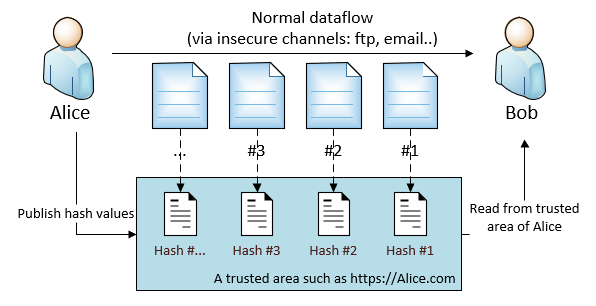 Normal dataflow
(via insecure channels: ftp, email..)
Alice
Bob
...
#3
#2
#1
Publish hash values
Read from trusted
area of Alice
Hash #...
Hash #3
Hash #2
Hash #1
A trusted area such as https://Alice.com